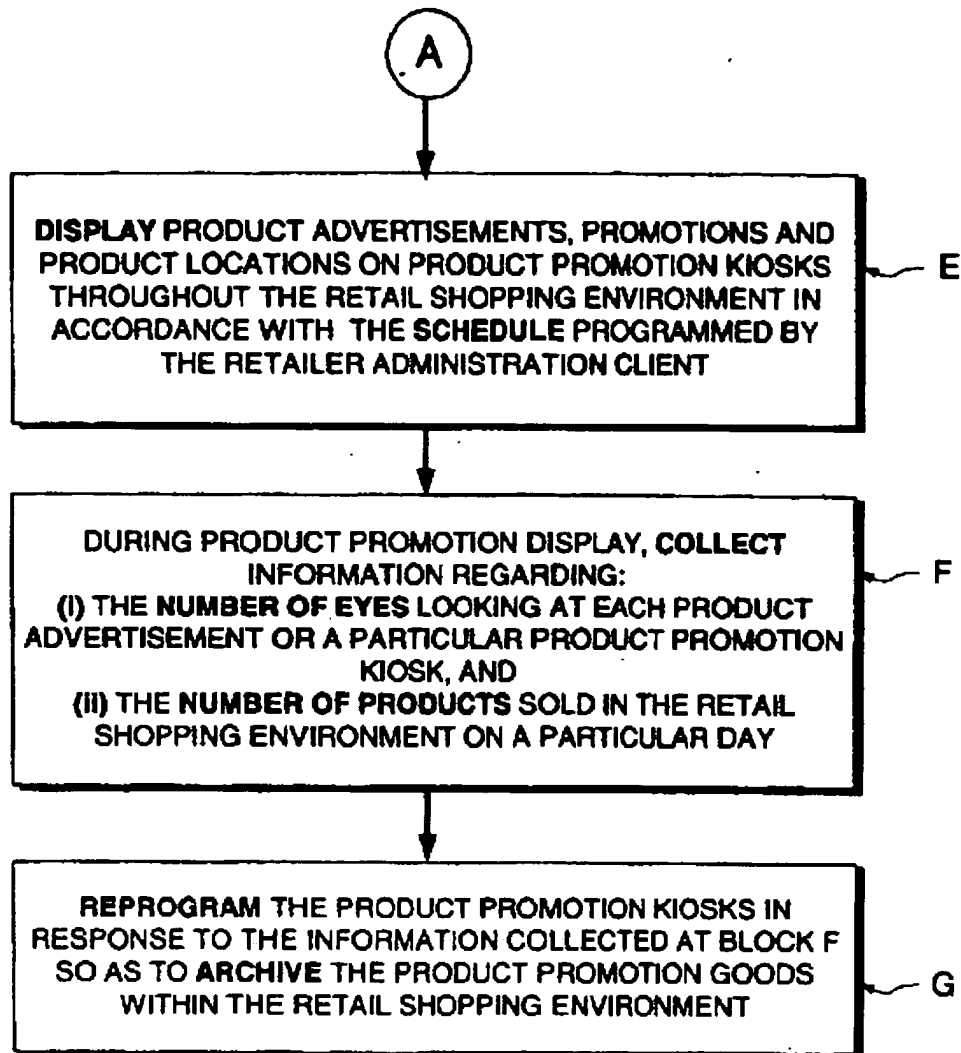 A
DISPLAY PRODUCT ADVERTISEMENTS, PROMOTIONS AND
PRODUCT LOCATIONS ON PRODUCT PROMOTION KIOSKS
THROUGHOUT THE RETAIL SHOPPING ENVIRONMENT IN
ACCORDANCE WITH THE SCHEDULE PROGRAMMED BY
THE RETAILER ADMINISTRATION CLIENT
E
DURING PRODUCT PROMOTION DISPLAY, COLLECT
INFORMATION REGARDING:
(i) THE NUMBER OF EYES LOOKING AT EACH PRODUCT
ADVERTISEMENT OR A PARTICULAR PRODUCT PROMOTION
KIOSK, AND
(ii) THE NUMBER OF PRODUCTS SOLD IN THE RETAIL
SHOPPING ENVIRONMENT ON A PARTICULAR DAY
F
REPROGRAM THE PRODUCT PROMOTION KIOSKS IN
RESPONSE TO THE INFORMATION COLLECTED AT BLOCK F
SO AS TO ARCHIVE THE PRODUCT PROMOTION GOODS
WITHIN THE RETAIL SHOPPING ENVIRONMENT
G